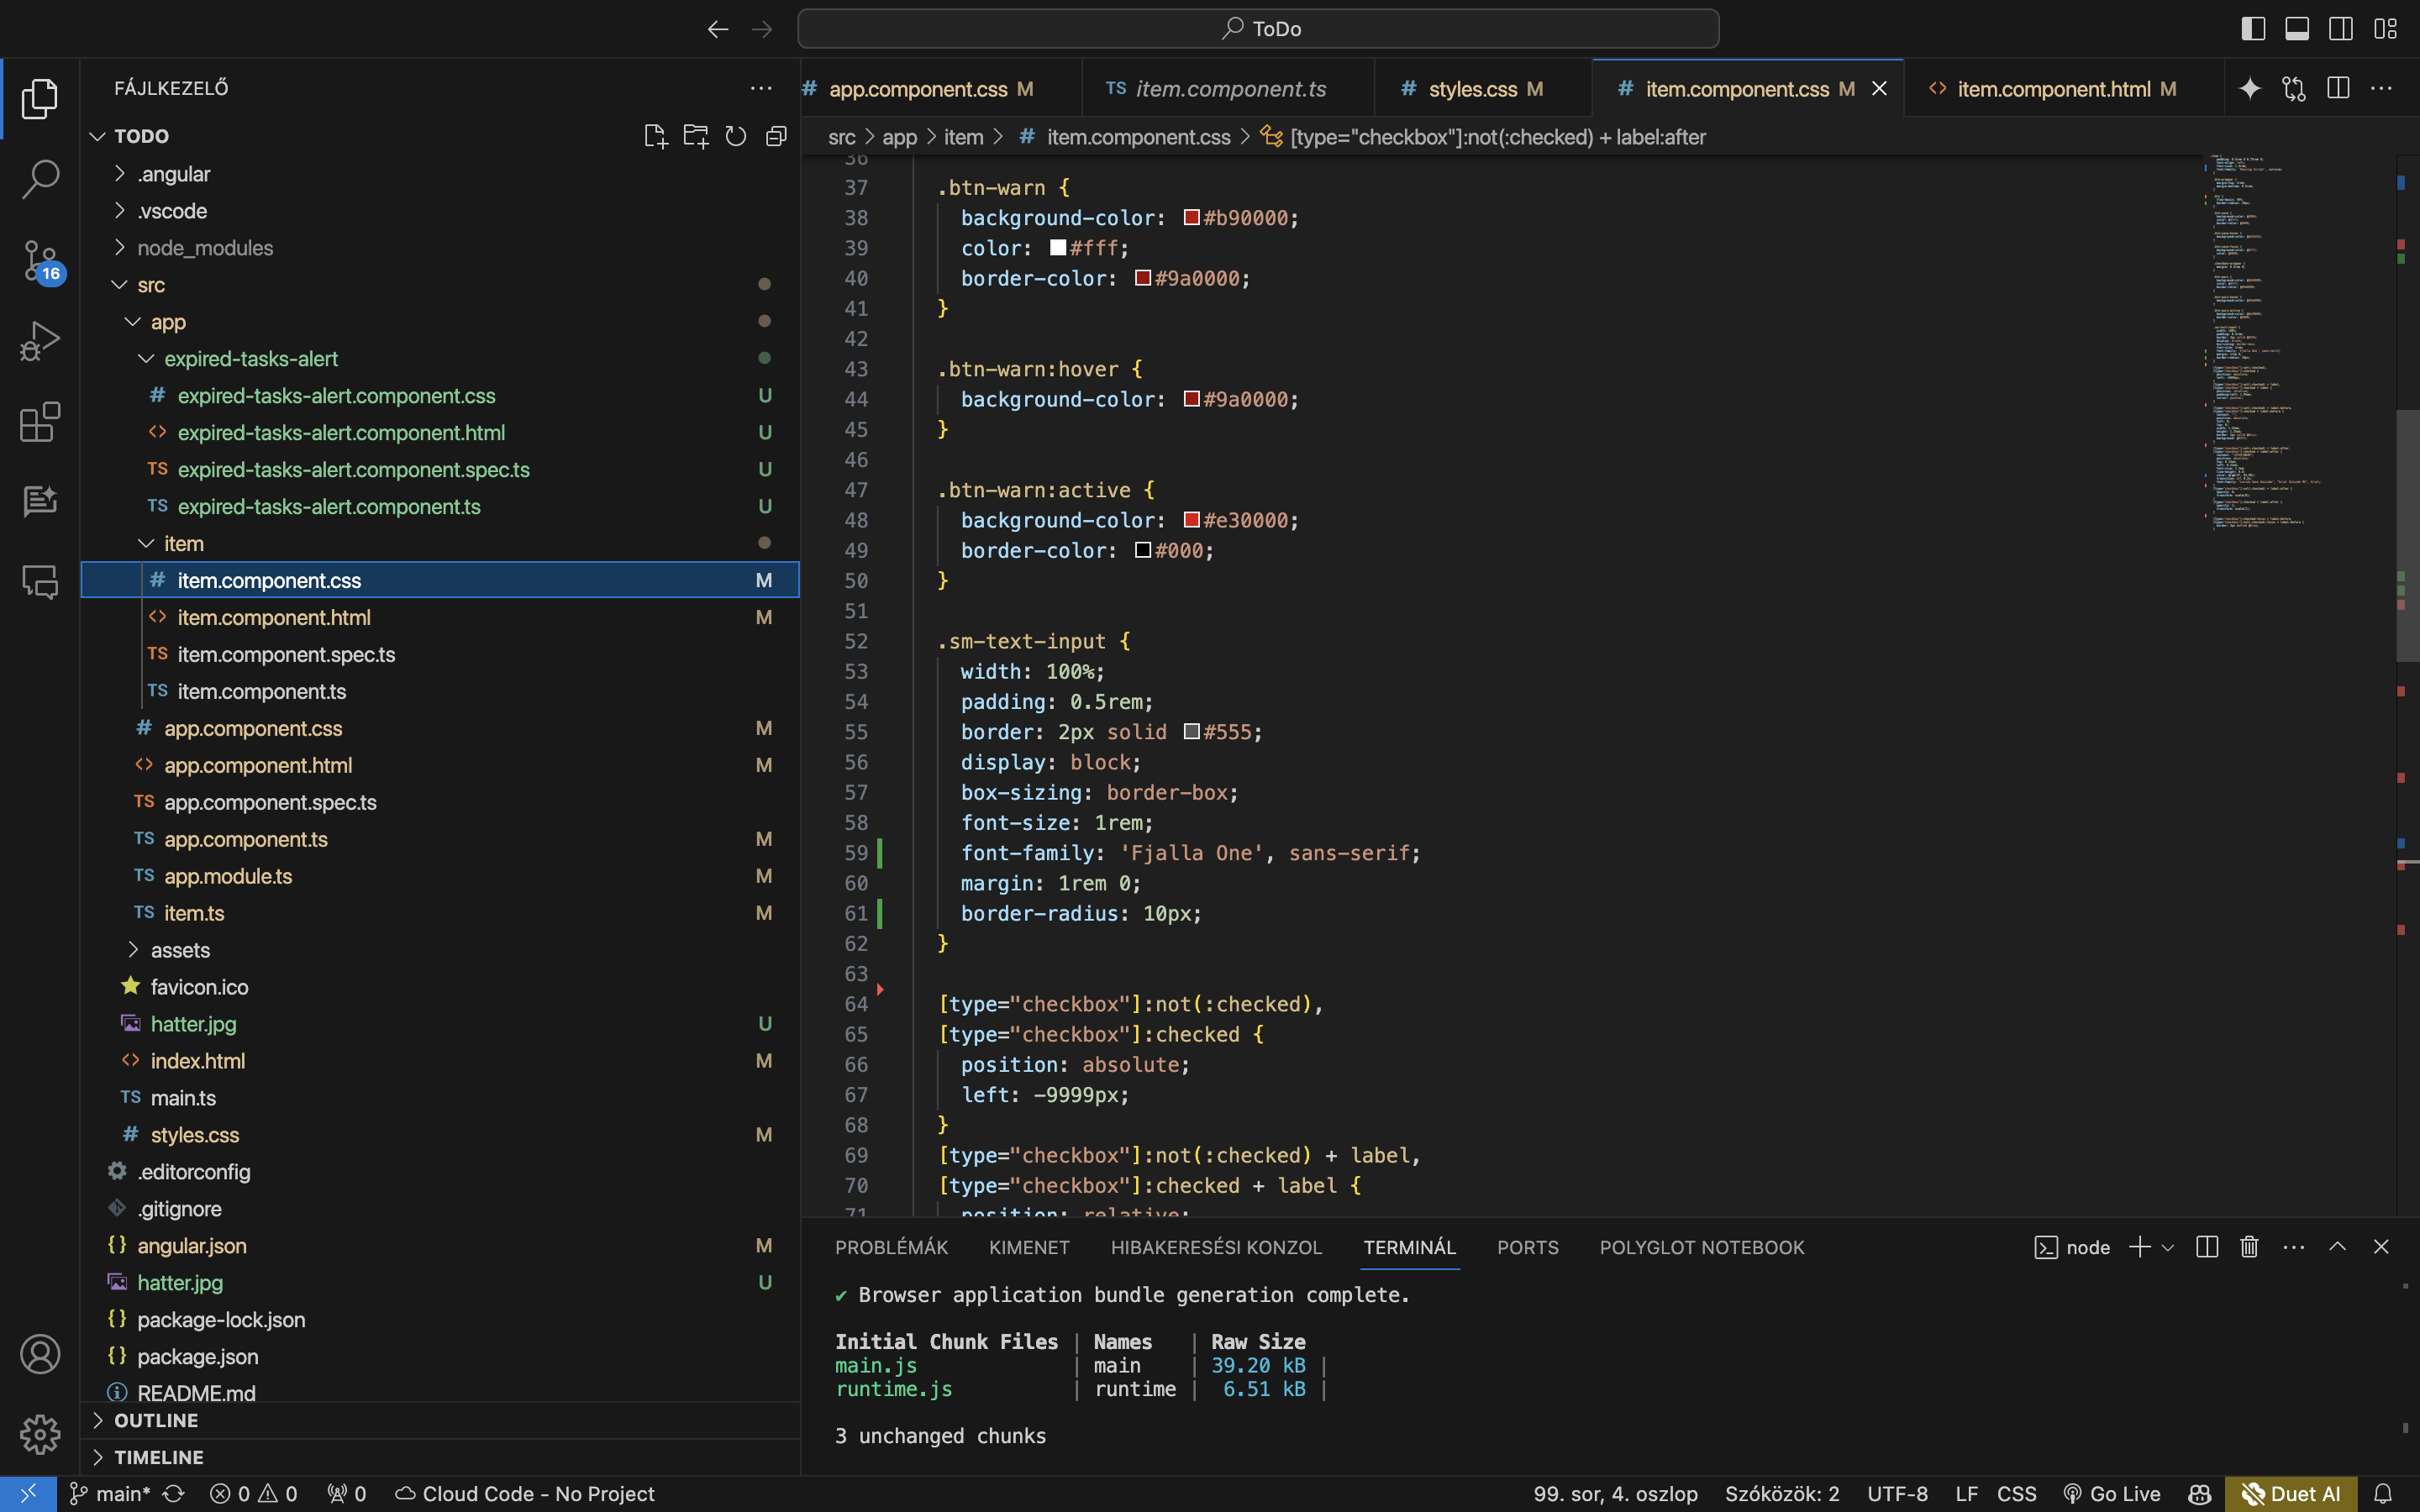 ToDo
FÁJLKEZELŐ
TODO
.angular
.vscode
node_modules
16
src
app
expired-tasks-alert
# expired-tasks-alert.component.css U
<> expired-tasks-alert.component.html U
TS expired-tasks-alert.component.spec.ts U
TS expired-tasks-alert.component.ts U
item
# item.component.css M
<> item.component.html M
TS item.component.spec.ts
TS item.component.ts
# app.component.css M
<> app.component.html M
TS app.component.spec.ts
TS app.component.ts M
TS app.module.ts M
TS item.ts M
assets
favicon.ico
hatter.jpg U
<> index.html M
TS main.ts
# styles.css M
.editorconfig
.gitignore
{} angular.json M
hatter.jpg U
{} package-lock.json
{} package.json
README.md
OUTLINE
TIMELINE
# app.component.css M
TS item.component.ts
# styles.css M
# item.component.css M
<> item.component.html M
src > app > item > # item.component.css > [type="checkbox"]:not(:checked) + label:after
36
37 .btn-warn {
38 background-color: #b90000;
39 color: #fff;
40 border-color: #9a0000;
41 }
42
43 .btn-warn:hover {
44 background-color: #9a0000;
45 }
46
47 .btn-warn:active {
48 background-color: #e30000;
49 border-color: #000;
50 }
51
52 .sm-text-input {
53 width: 100%;
54 padding: 0.5rem;
55 border: 2px solid #555;
56 display: block;
57 box-sizing: border-box;
58 font-size: 1rem;
59 font-family: 'Fjalla One', sans-serif;
60 margin: 1rem 0;
61 border-radius: 10px;
62 }
63
64 [type="checkbox"]:not(:checked),
65 [type="checkbox"]:checked {
66 position: absolute;
67 left: -9999px;
68 }
69 [type="checkbox"]:not(:checked) + label,
70 [type="checkbox"]:checked + label {
71 position: relative;
PROBLÉMÁK KIMENET HIBAKERESÉSI KONZOL TERMINÁL PORTS POLYGLOT NOTEBOOK
node
✔ Browser application bundle generation complete.
Initial Chunk Files | Names | Raw Size
main.js | main | 39.20 kB |
runtime.js | runtime | 6.51 kB |
3 unchanged chunks
main* 0 0 0 Cloud Code - No Project
99. sor, 4. oszlop Szóközök: 2 UTF-8 LF CSS Go Live Duet AI